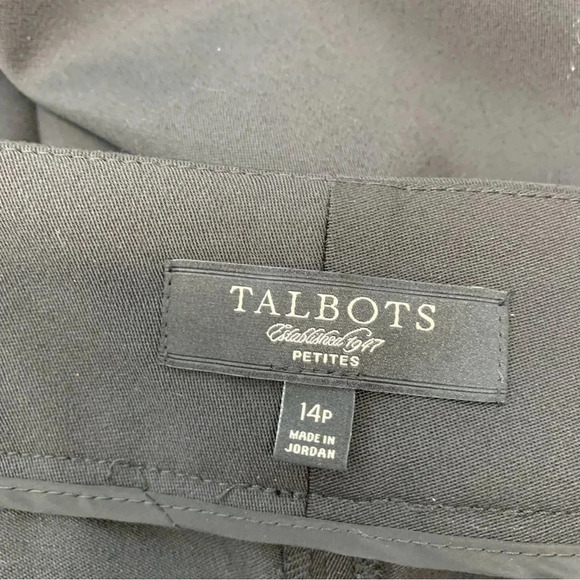 TALBOTS
Established 1947
PETITES
14P
MADE IN
JORDAN